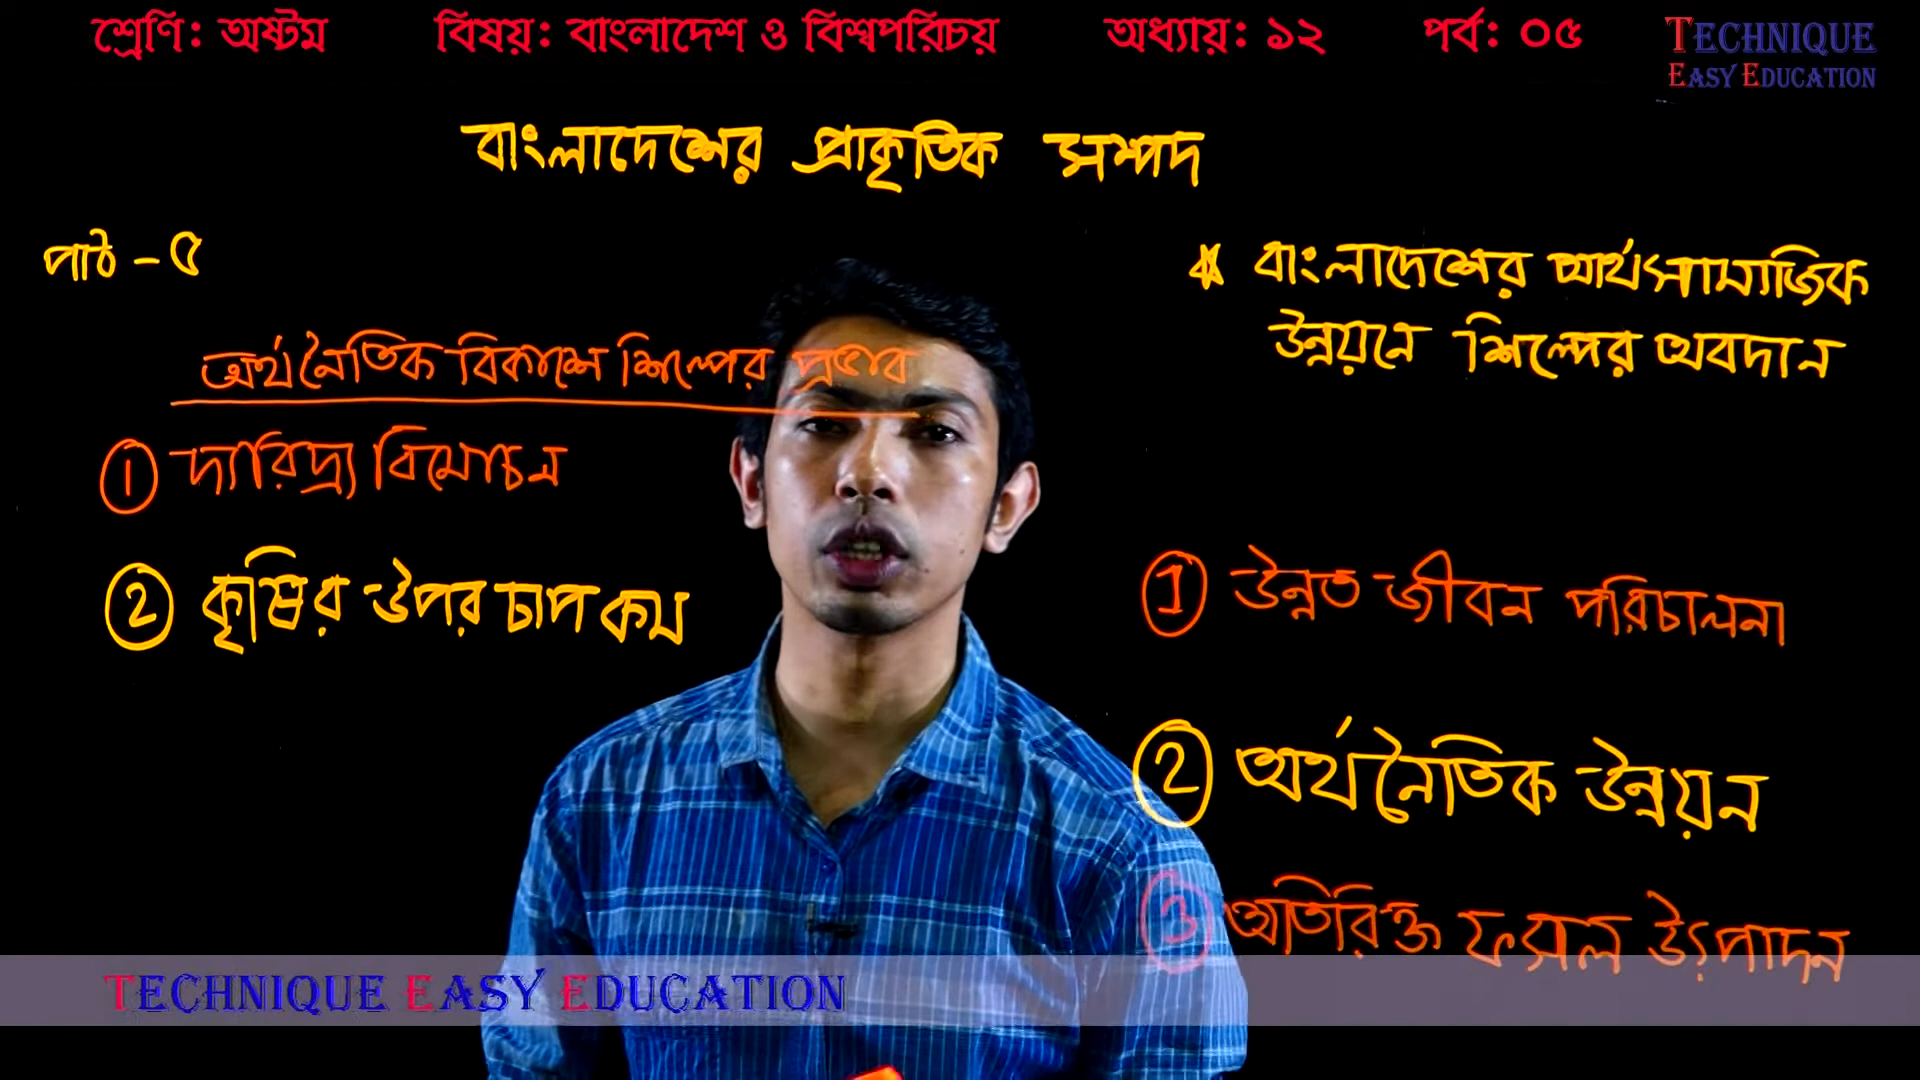 শ্রেণি: অষ্টম বিষয়: বাংলাদেশ ও বিশ্বপরিচয় অধ্যায়: ১২ পর্ব: ০৫
TECHNIQUE
EASY EDUCATION
বাংলাদেশের প্রাকৃতিক সম্পদ
পাঠ - ৫
অর্থনৈতিক বিকাশে শিল্পের প্রভাব
① দ্যারিদ্র্য বিমোচন
② কৃষির উপর চাপ কম
* বাংলাদেশের আর্থসামাজিক
উন্নয়নে শিল্পের অবদান
① উন্নত জীবন পরিচালনা
② অর্থনৈতিক উন্নয়ন
③ অতিরিক্ত ফসল উৎপাদন
TECHNIQUE EASY EDUCATION